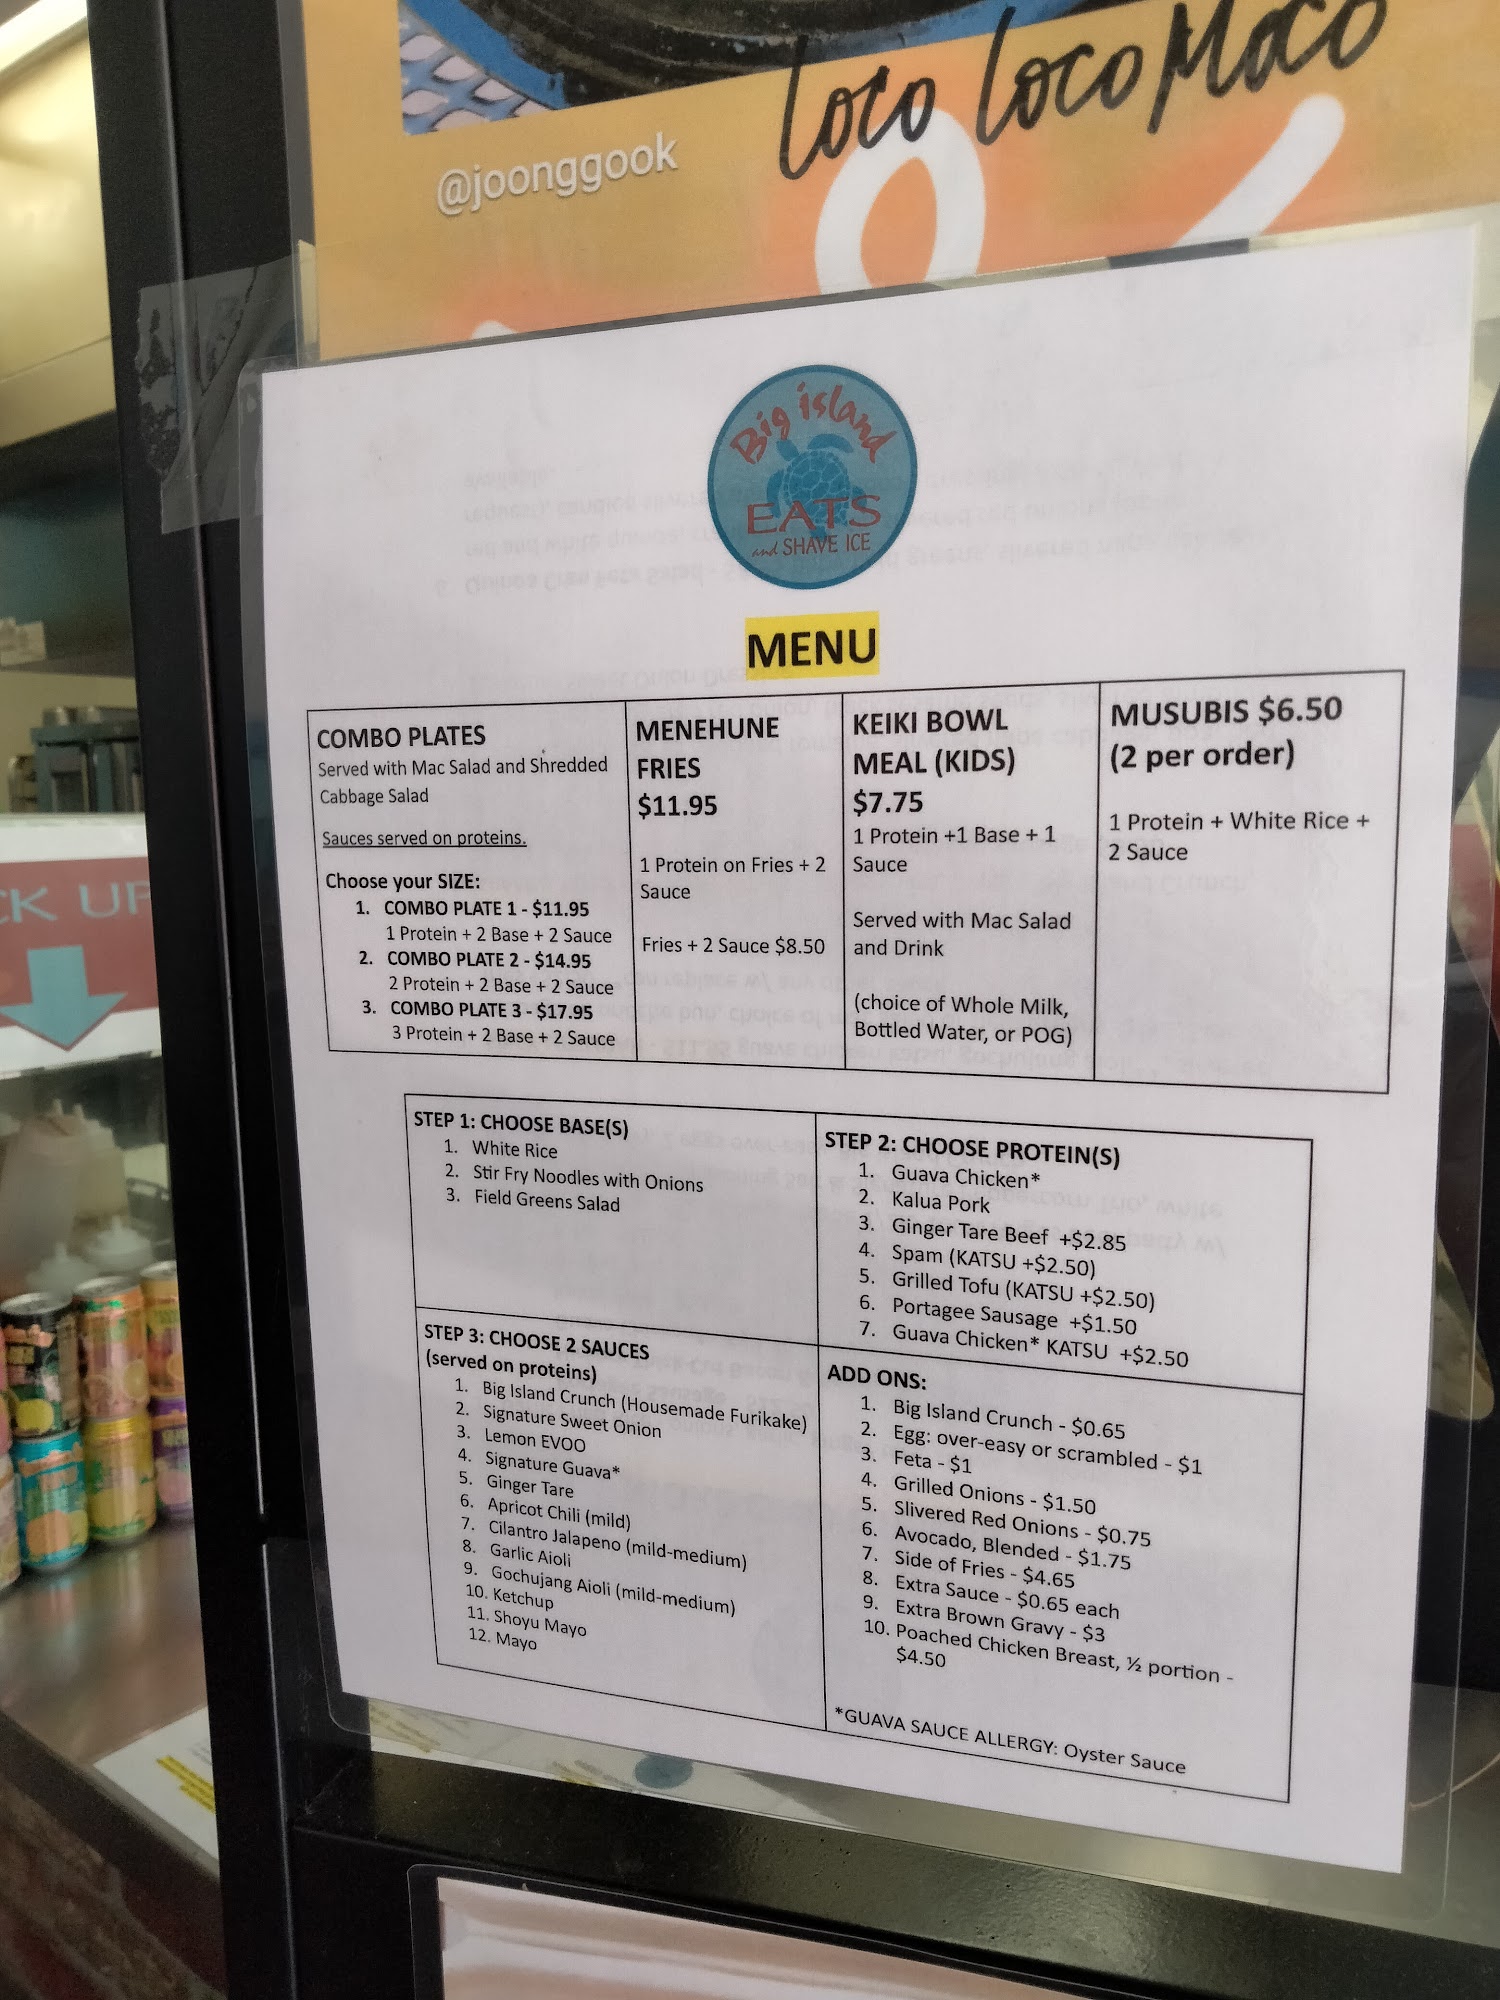 Loco Loco Moco
@joonggook
Big island
EATS
and SHAVE ICE
MENU
COMBO PLATES
Served with Mac Salad and Shredded
Cabbage Salad
Sauces served on proteins.
Choose your SIZE:
1. COMBO PLATE 1 - $11.95
1 Protein + 2 Base + 2 Sauce
2. COMBO PLATE 2 - $14.95
2 Protein + 2 Base + 2 Sauce
3. COMBO PLATE 3 - $17.95
3 Protein + 2 Base + 2 Sauce
MENEHUNE
FRIES
$11.95
1 Protein on Fries + 2
Sauce
Fries + 2 Sauce $8.50
KEIKI BOWL
MEAL (KIDS)
$7.75
1 Protein +1 Base + 1
Sauce
Served with Mac Salad
and Drink
(choice of Whole Milk,
Bottled Water, or POG)
MUSUBIS $6.50
(2 per order)
1 Protein + White Rice +
2 Sauce
STEP 1: CHOOSE BASE(S)
1. White Rice
2. Stir Fry Noodles with Onions
3. Field Greens Salad
STEP 2: CHOOSE PROTEIN(S)
1. Guava Chicken*
2. Kalua Pork
3. Ginger Tare Beef +$2.85
4. Spam (KATSU +$2.50)
5. Grilled Tofu (KATSU +$2.50)
6. Portagee Sausage +$1.50
7. Guava Chicken* KATSU +$2.50
STEP 3: CHOOSE 2 SAUCES
(served on proteins)
1. Big Island Crunch (Housemade Furikake)
2. Signature Sweet Onion
3. Lemon EVOO
4. Signature Guava*
5. Ginger Tare
6. Apricot Chili (mild)
7. Cilantro Jalapeno (mild-medium)
8. Garlic Aioli
9. Gochujang Aioli (mild-medium)
10. Ketchup
11. Shoyu Mayo
12. Mayo
ADD ONS:
1. Big Island Crunch - $0.65
2. Egg: over-easy or scrambled - $1
3. Feta - $1
4. Grilled Onions - $1.50
5. Slivered Red Onions - $0.75
6. Avocado, Blended - $1.75
7. Side of Fries - $4.65
8. Extra Sauce - $0.65 each
9. Extra Brown Gravy - $3
10. Poached Chicken Breast, ½ portion -
$4.50
*GUAVA SAUCE ALLERGY: Oyster Sauce
CK UP